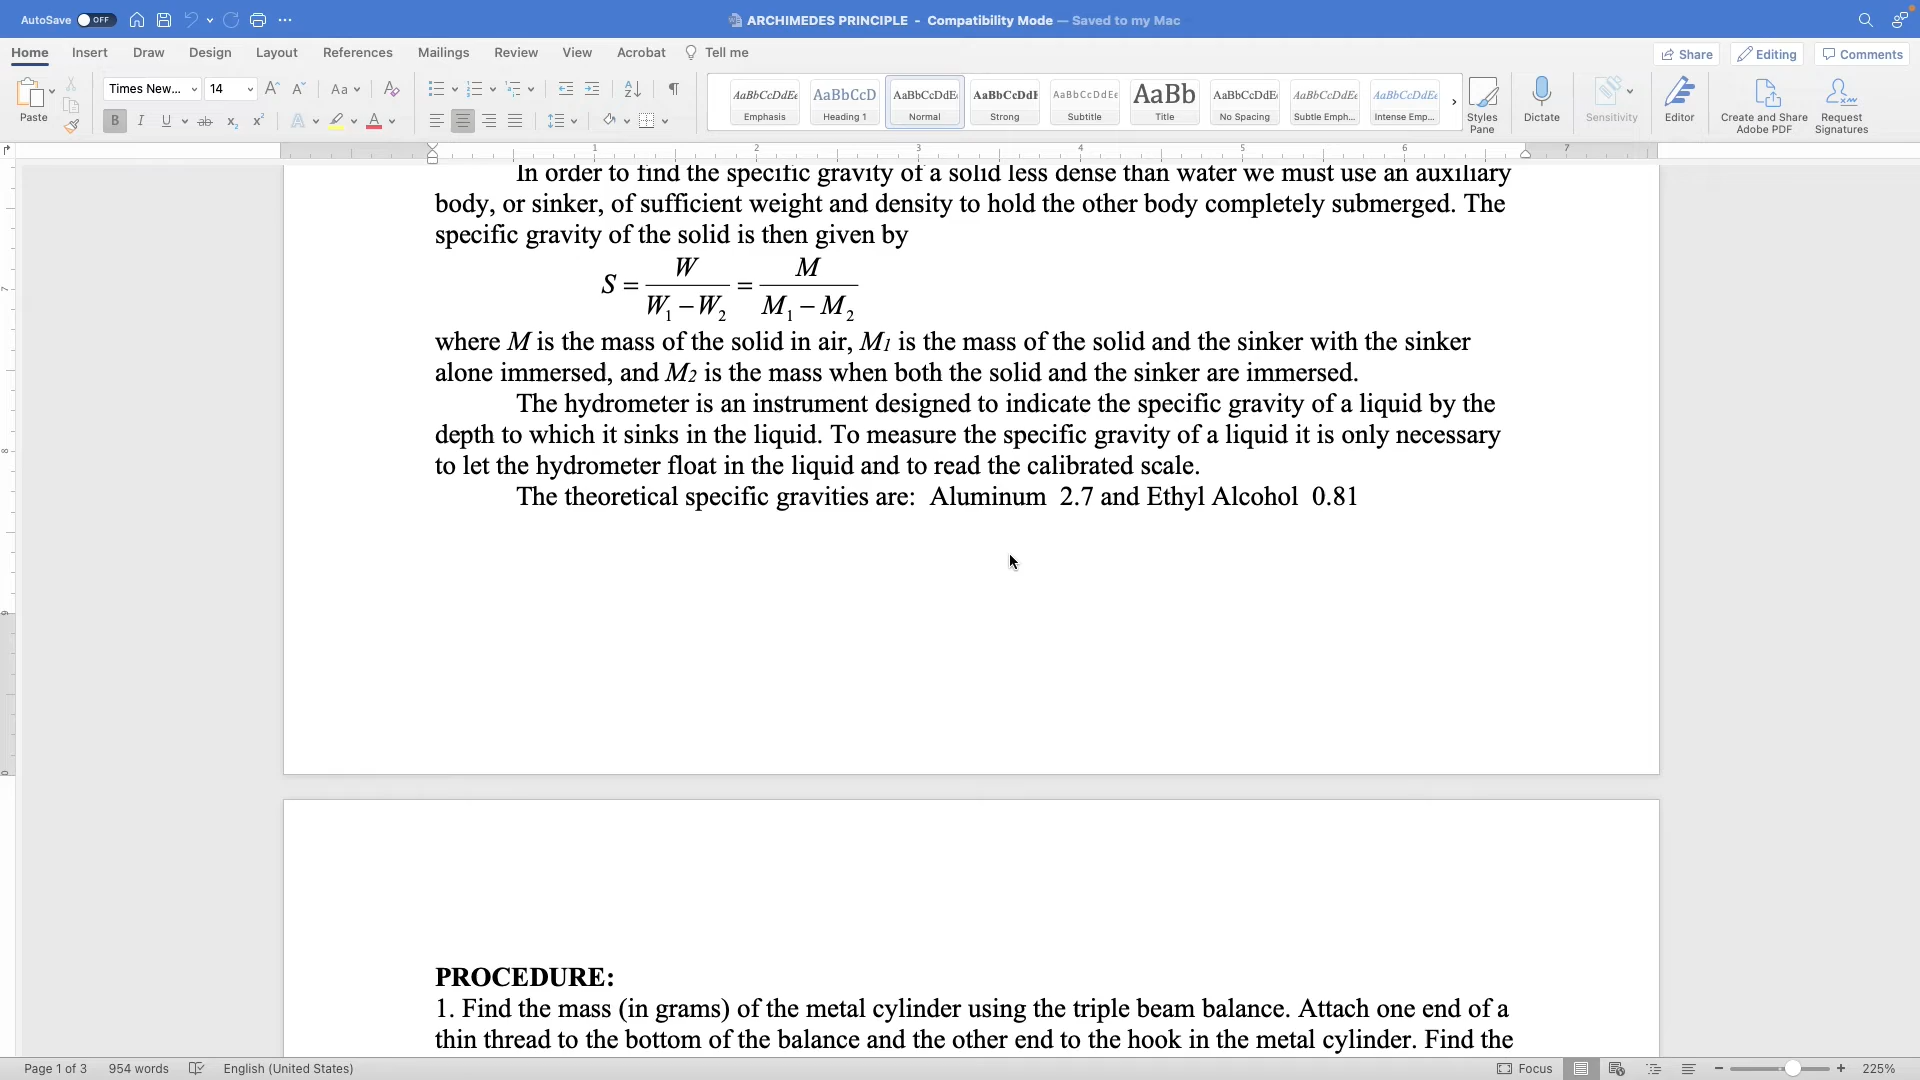 AutoSave OFF
ARCHIMEDES PRINCIPLE - Compatibility Mode — Saved to my Mac
Home Insert Draw Design Layout References Mailings Review View Acrobat Tell me
Share Editing Comments
Paste
Times New... 14
Aa
B I U ab x₂ x² A A
AaBbCcDdEe Emphasis
AaBbCcD Heading 1
AaBbCcDdE Normal
AaBbCcDdE Strong
AaBbCcDdEe Subtitle
AaBb Title
AaBbCcDdE No Spacing
AaBbCcDdEe Subtle Emph...
AaBbCcDdEe Intense Emp...
Styles Pane
Dictate
Sensitivity
Editor
Create and Share Adobe PDF
Request Signatures
1 2 3 4 5 6 7
In order to find the specific gravity of a solid less dense than water we must use an auxiliary
body, or sinker, of sufficient weight and density to hold the other body completely submerged. The
specific gravity of the solid is then given by
S = W / (W₁ – W₂) = M / (M₁ – M₂)
where M is the mass of the solid in air, M₁ is the mass of the solid and the sinker with the sinker
alone immersed, and M₂ is the mass when both the solid and the sinker are immersed.
The hydrometer is an instrument designed to indicate the specific gravity of a liquid by the
depth to which it sinks in the liquid. To measure the specific gravity of a liquid it is only necessary
to let the hydrometer float in the liquid and to read the calibrated scale.
The theoretical specific gravities are: Aluminum 2.7 and Ethyl Alcohol 0.81
PROCEDURE:
1. Find the mass (in grams) of the metal cylinder using the triple beam balance. Attach one end of a
thin thread to the bottom of the balance and the other end to the hook in the metal cylinder. Find the
Page 1 of 3 954 words English (United States) Focus 225%